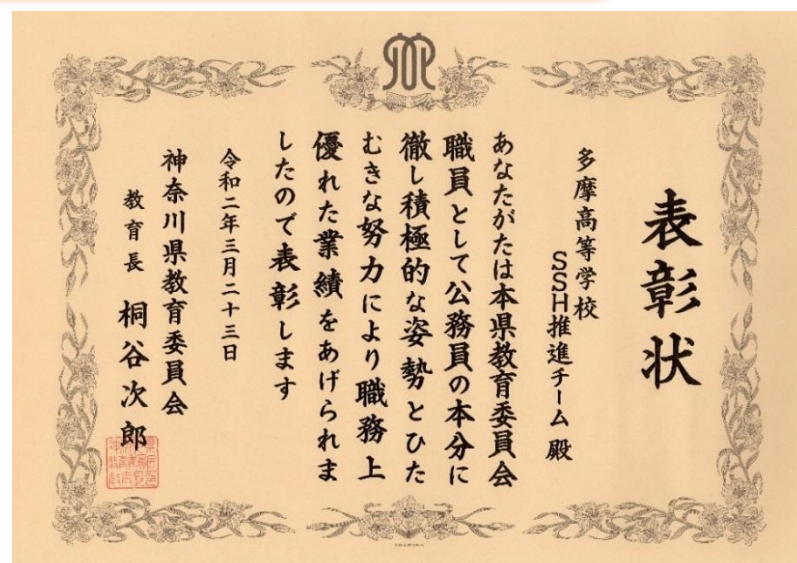 表彰状
多摩高等学校
SSH推進チーム 殿
あなたがたは本県教育委員会
職員として公務員の本分に
徹し積極的な姿勢とひた
むきな努力により職務上
優れた業績をあげられま
したので表彰します
令和二年三月二十三日
神奈川県教育委員会
教育長 桐谷次郎